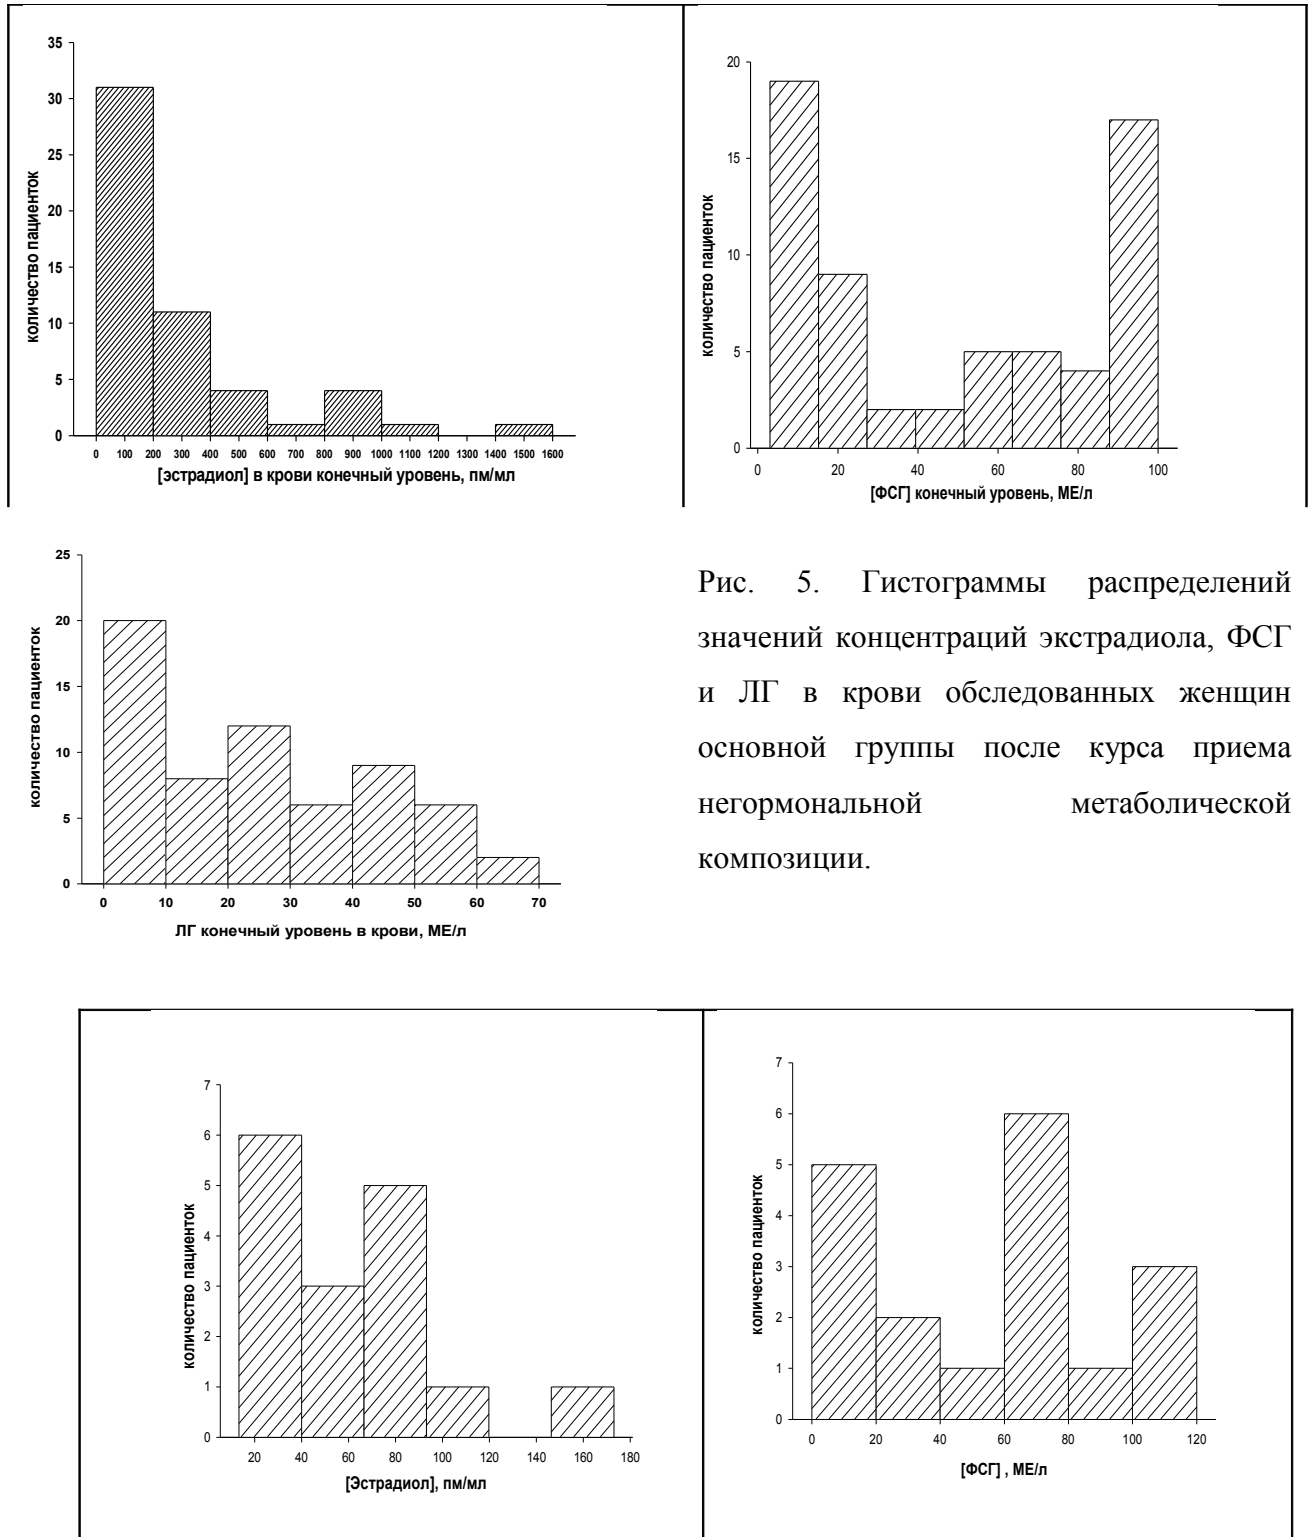 35
30
25
20
15
10
5
0
количество пациенток
0 100 200 300 400 500 600 700 800 900 1000 1100 1200 1300 1400 1500 1600
[эстрадиол] в крови конечный уровень, пм/мл
20
15
10
5
0
количество пациенток
0 20 40 60 80 100
[ФСГ] конечный уровень, МЕ/л
25
20
15
10
5
0
количество пациенток
0 10 20 30 40 50 60 70
ЛГ конечный уровень в крови, МЕ/л
Рис. 5. Гистограммы распределений
значений концентраций экстрадиола, ФСГ
и ЛГ в крови обследованных женщин
основной группы после курса приема
негормональной метаболической
композиции.
7
6
5
4
3
2
1
0
количество пациенток
20 40 60 80 100 120 140 160 180
[Эстрадиол], пм/мл
7
6
5
4
3
2
1
0
количество пациенток
0 20 40 60 80 100 120
[ФСГ] , МЕ/л